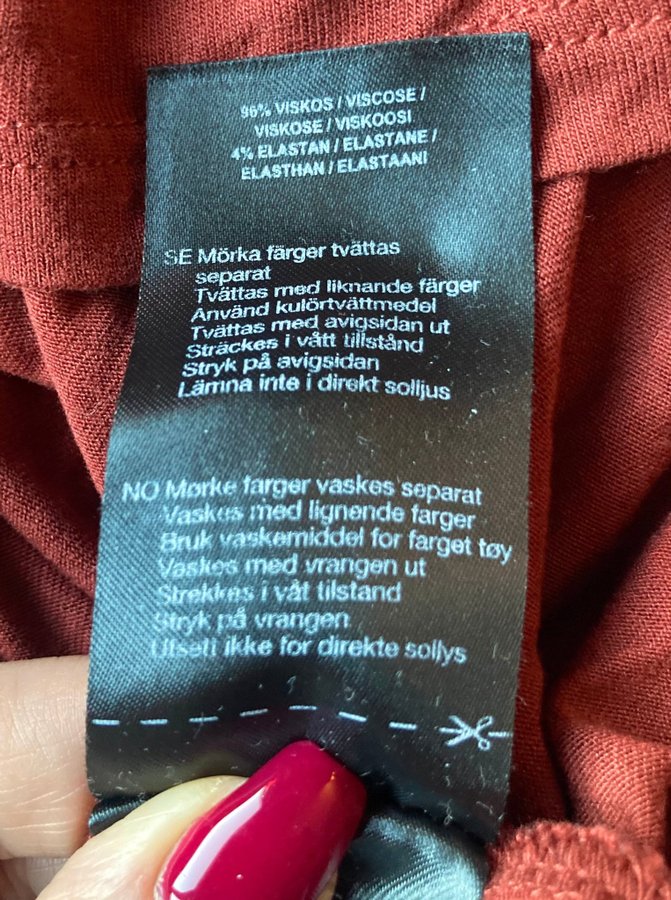 96% VISKOS / VISCOSE /
VISKOSE / VISKOOSI
4% ELASTAN / ELASTANE /
ELASTHAN / ELASTAANI
SE Mörka färger tvättas
separat
Tvättas med liknande färger
Använd kulörtvättmedel
Tvättas med avigsidan ut
Sträckes i vått tillstånd
Stryk på avigsidan
Lämna inte i direkt solljus
NO Mørke farger vaskes separat
Vaskes med lignende farger
Bruk vaskemiddel for farget tøy
Vaskes med vrangen ut
Strekkes i våt tilstand
Stryk på vrangen
Utsett ikke for direkte sollys